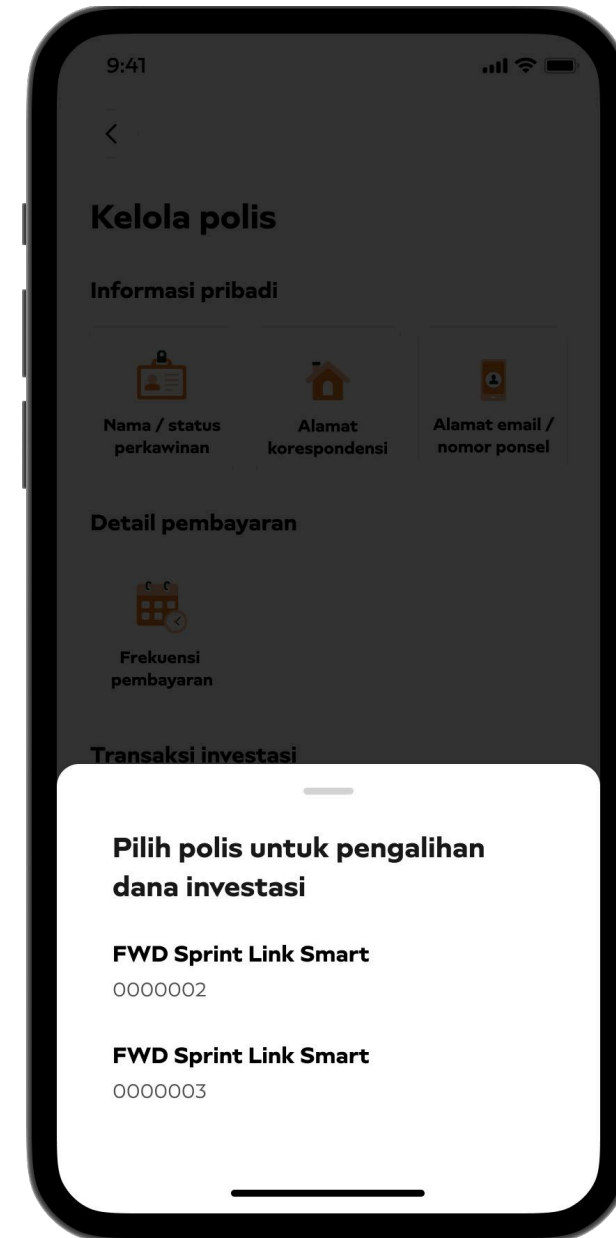 9:41
Kelola polis
Informasi pribadi
Nama / status
perkawinan
Alamat
korespondensi
Alamat email /
nomor ponsel
Detail pembayaran
Frekuensi
pembayaran
Transaksi investasi
Pilih polis untuk pengalihan
dana investasi
FWD Sprint Link Smart
0000002
FWD Sprint Link Smart
0000003